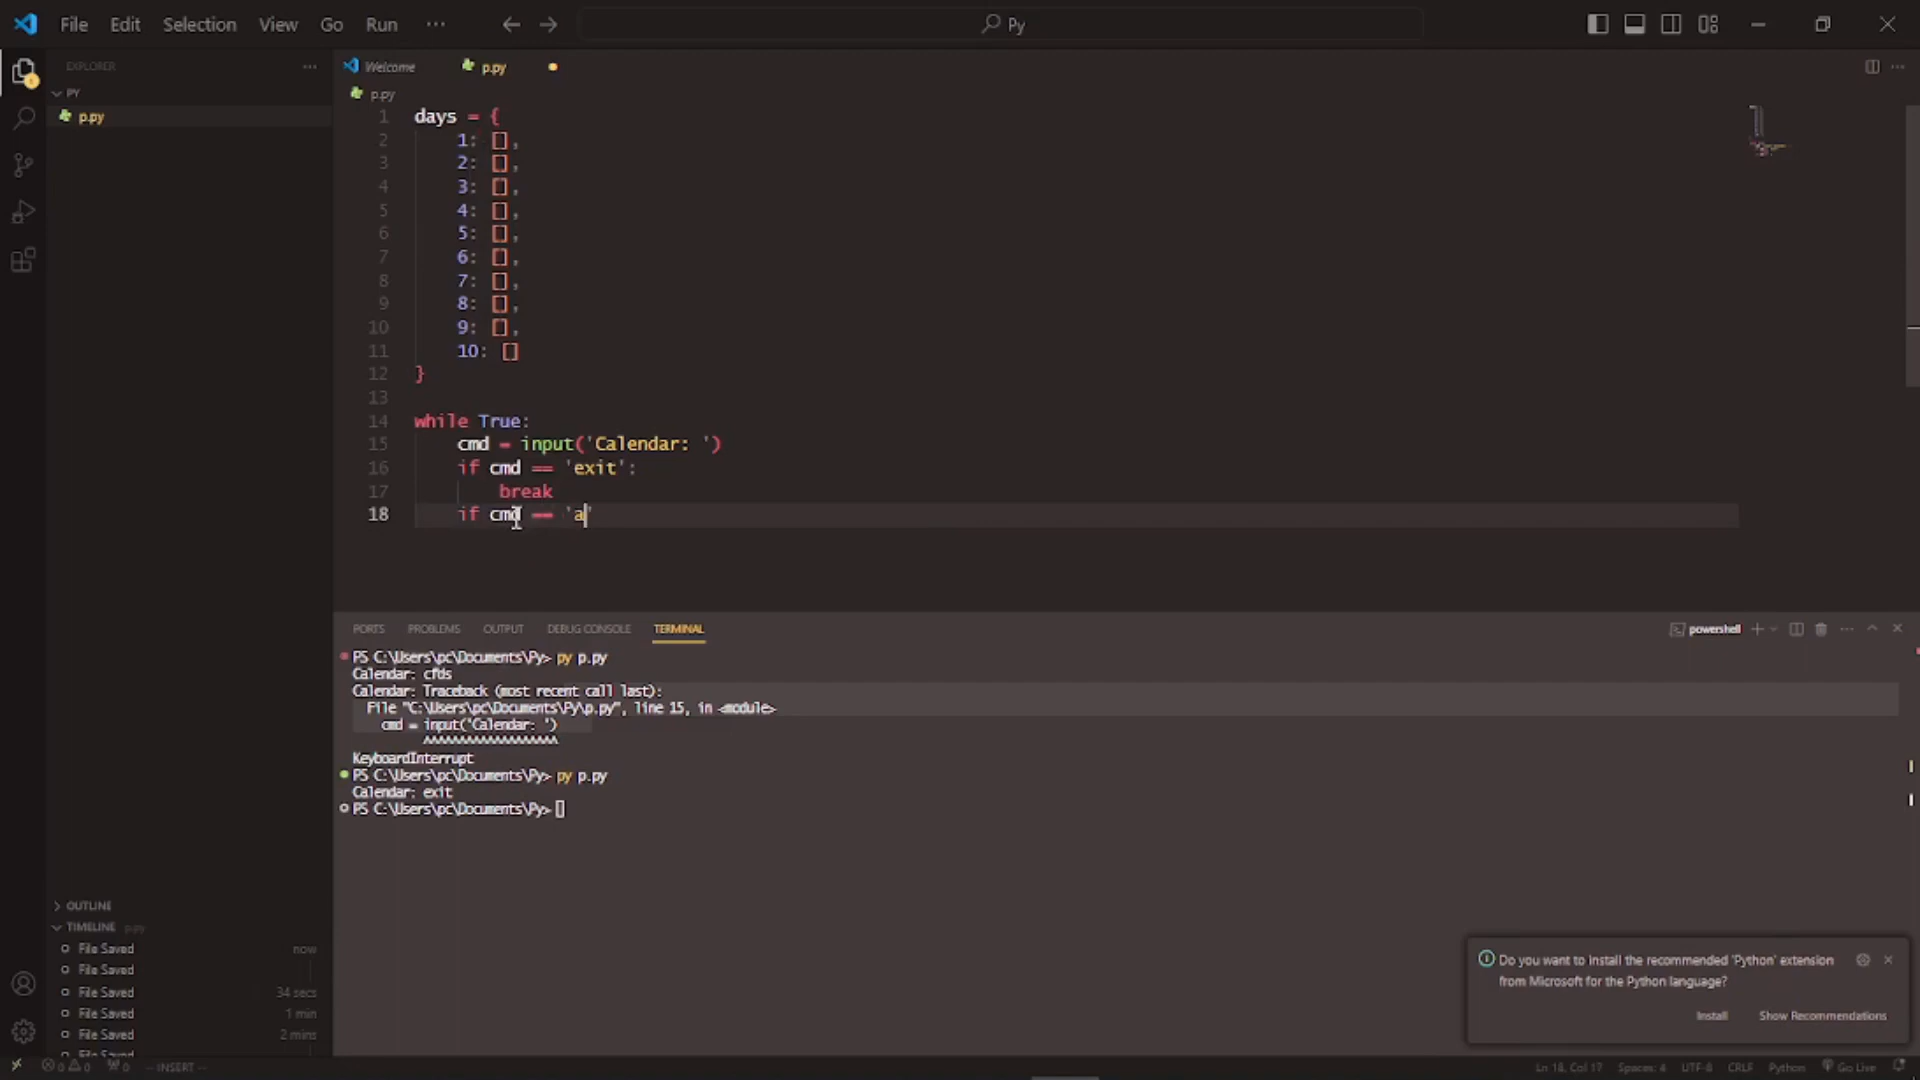 File Edit Selection View Go Run ··· Py
EXPLORER ···
PY
p.py
Welcome p.py
p.py
1 days = {
2 1: [],
3 2: [],
4 3: [],
5 4: [],
6 5: [],
7 6: [],
8 7: [],
9 8: [],
10 9: [],
11 10: []
12 }
13
14 while True:
15 cmd = input('Calendar: ')
16 if cmd == 'exit':
17 break
18 if cmd == 'a'
PORTS PROBLEMS OUTPUT DEBUG CONSOLE TERMINAL powershell
PS C:\Users\pc\Documents\Py> py p.py
Calendar: cfds
Calendar: Traceback (most recent call last):
File "C:\Users\pc\Documents\Py\p.py", line 15, in <module>
cmd = input('Calendar: ')
^^^^^^^^^^^^^^^^^^^
KeyboardInterrupt
PS C:\Users\pc\Documents\Py> py p.py
Calendar: exit
PS C:\Users\pc\Documents\Py>
OUTLINE
TIMELINE p.py
File Saved now
File Saved
File Saved 34 secs
File Saved 1 min
File Saved 2 mins
File Saved
Do you want to install the recommended 'Python' extension
from Microsoft for the Python language?
Install Show Recommendations
0 0 0 -- INSERT -- Ln 18, Col 17 Spaces: 4 UTF-8 CRLF Python Go Live